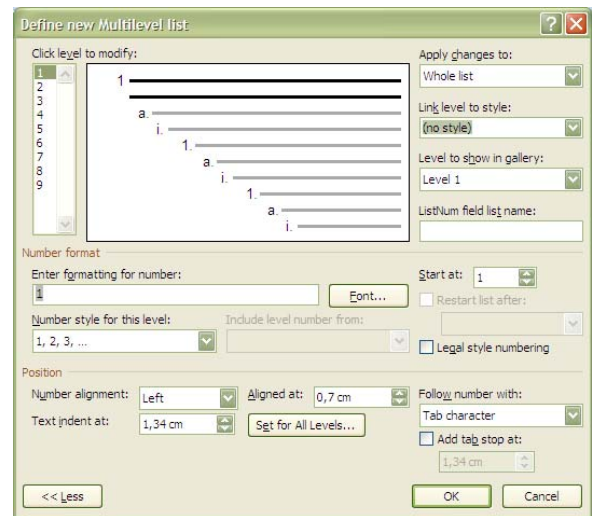 Define new Multilevel list
Click level to modify:
1
2
3
4
5
6
7
8
9
1
a.
i.
1.
a.
i.
1.
a.
i.
Apply changes to:
Whole list
Link level to style:
(no style)
Level to show in gallery:
Level 1
ListNum field list name:
Number format
Enter formatting for number:
1
Font...
Number style for this level:
1, 2, 3, ...
Include level number from:
Start at:
1
Restart list after:
Legal style numbering
Position
Number alignment:
Left
Aligned at:
0,7 cm
Text indent at:
1,34 cm
Set for All Levels...
Follow number with:
Tab character
Add tab stop at:
1,34 cm
<< Less
OK
Cancel